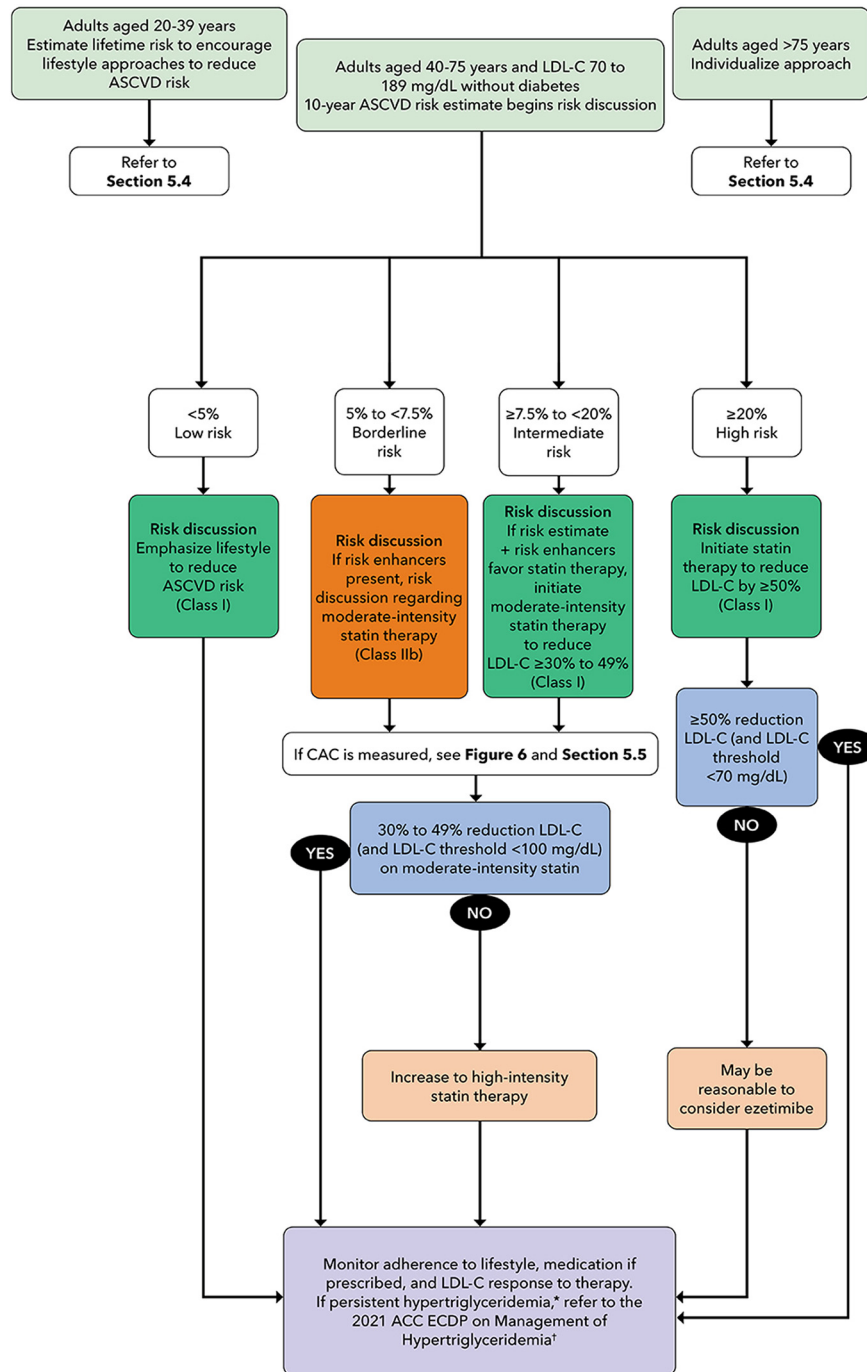 Adults aged 20-39 years
Estimate lifetime risk to encourage
lifestyle approaches to reduce
ASCVD risk
Refer to
Section 5.4
Adults aged 40-75 years and LDL-C 70 to
189 mg/dL without diabetes
10-year ASCVD risk estimate begins risk discussion
Adults aged >75 years
Individualize approach
Refer to
Section 5.4
<5%
Low risk
5% to <7.5%
Borderline
risk
≥7.5% to <20%
Intermediate
risk
≥20%
High risk
Risk discussion
Emphasize lifestyle
to reduce
ASCVD risk
(Class I)
Risk discussion
If risk enhancers
present, risk
discussion regarding
moderate-intensity
statin therapy
(Class IIb)
Risk discussion
If risk estimate
+ risk enhancers
favor statin therapy,
initiate
moderate-intensity
statin therapy
to reduce
LDL-C ≥30% to 49%
(Class I)
Risk discussion
Initiate statin
therapy to reduce
LDL-C by ≥50%
(Class I)
If CAC is measured, see Figure 6 and Section 5.5
≥50% reduction
LDL-C (and LDL-C
threshold
<70 mg/dL)
YES
NO
30% to 49% reduction LDL-C
(and LDL-C threshold <100 mg/dL)
on moderate-intensity statin
YES
NO
Increase to high-intensity
statin therapy
May be
reasonable to
consider ezetimibe
Monitor adherence to lifestyle, medication if
prescribed, and LDL-C response to therapy.
If persistent hypertriglyceridemia,* refer to the
2021 ACC ECDP on Management of
Hypertriglyceridemia†